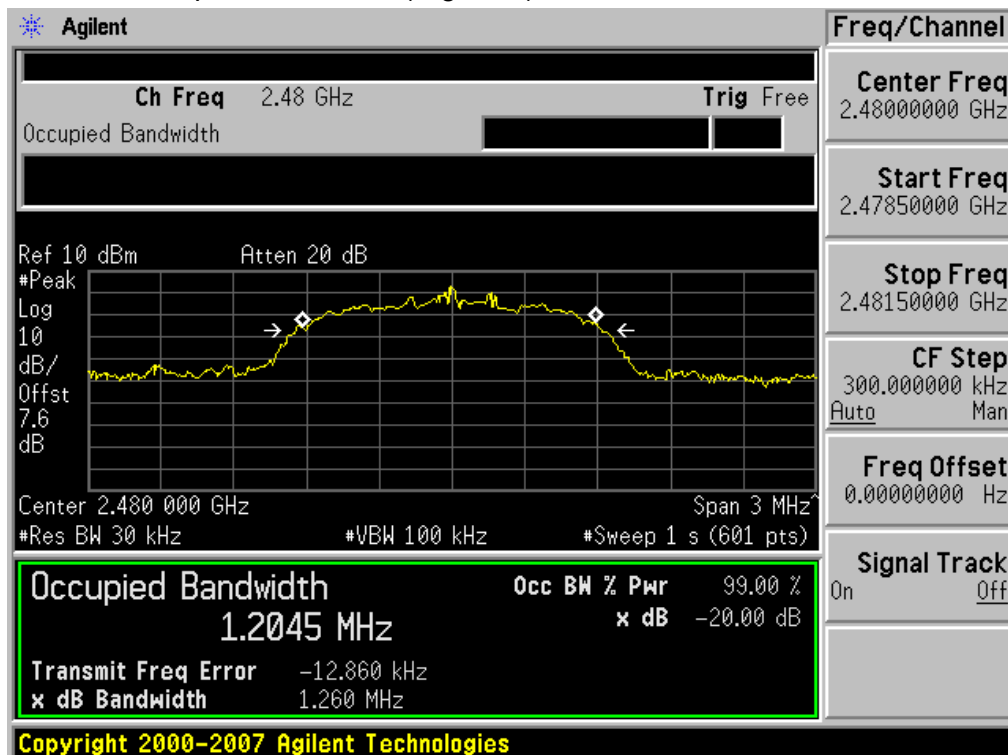 Agilent
Freq/Channel
Ch Freq 2.48 GHz
Trig Free
Occupied Bandwidth
Center Freq
2.48000000 GHz
Start Freq
2.47850000 GHz
Stop Freq
2.48150000 GHz
CF Step
300.000000 kHz
Auto Man
Freq Offset
0.00000000 Hz
Signal Track
On Off
Ref 10 dBm
Atten 20 dB
#Peak
Log
10
dB/
Offst
7.6
dB
Center 2.480 000 GHz
Span 3 MHz^
#Res BW 30 kHz
#VBW 100 kHz
#Sweep 1 s (601 pts)
Occupied Bandwidth
1.2045 MHz
Occ BW % Pwr 99.00 %
x dB -20.00 dB
Transmit Freq Error -12.860 kHz
x dB Bandwidth 1.260 MHz
Copyright 2000-2007 Agilent Technologies